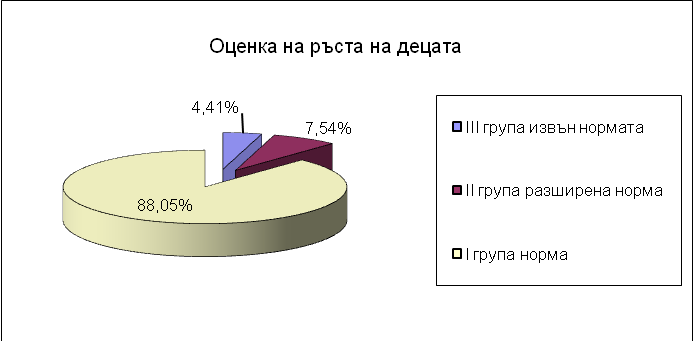 Оценка на ръста на децата
4,41%
7,54%
88,05%
III група извън нормата
II група разширена норма
I група норма